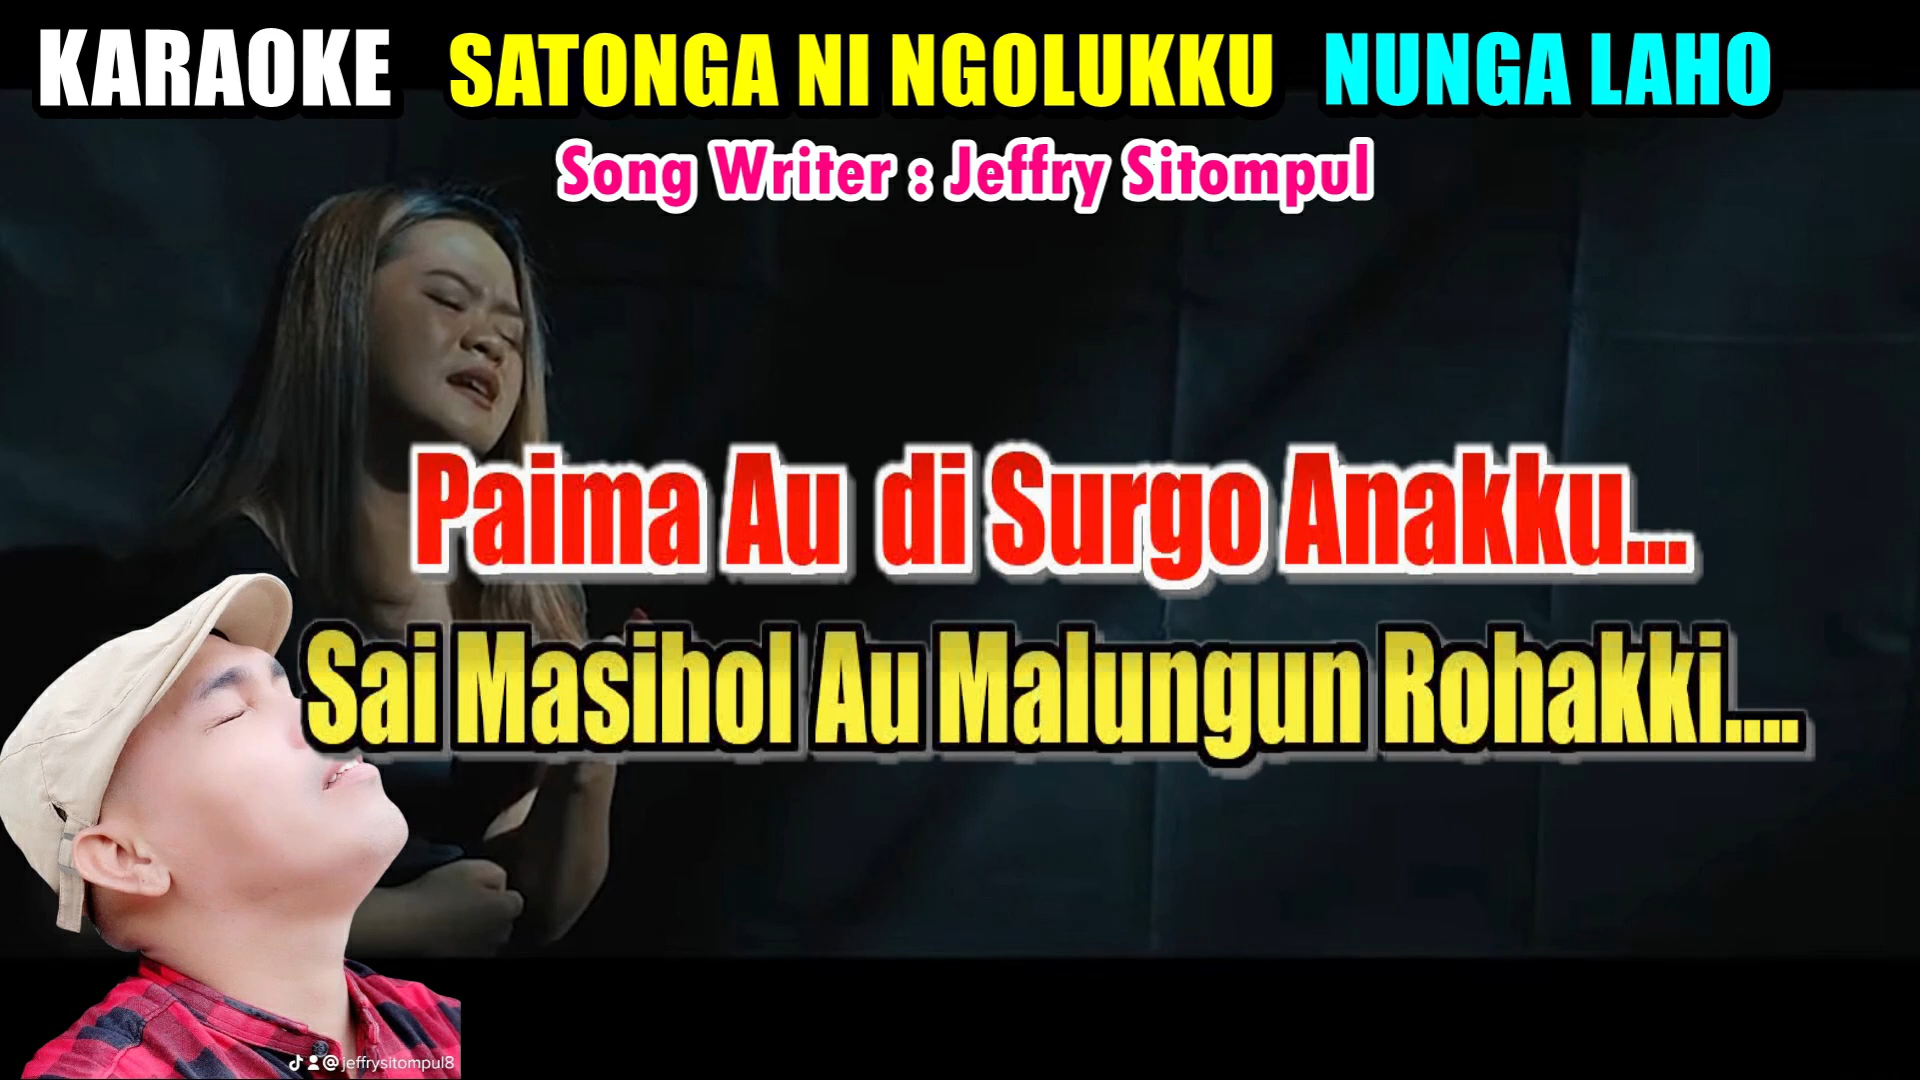 KARAOKE SATONGA NI NGOLUKKU NUNGA LAHO
Song Writer : Jeffry Sitompul
Paima Au di Surgo Anakku...
Sai Masihol Au Malungun Rohakki....
@jeffrysitompul8